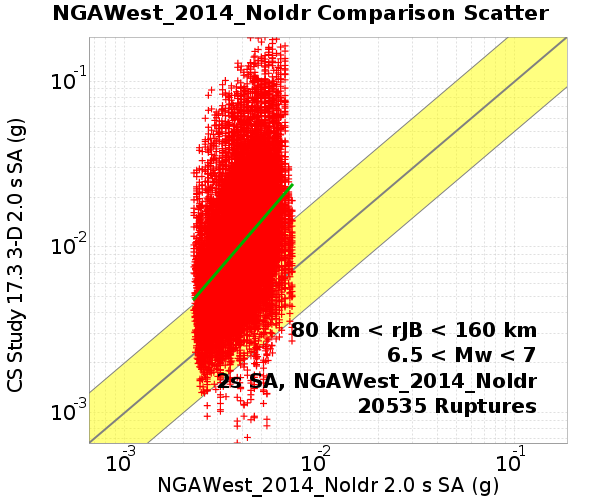 NGAWest_2014_NoIdr Comparison Scatter
CS Study 17.3 3-D 2.0 s SA (g)
10-1
10-2
10-3
80 km < rJB < 160 km
6.5 < Mw < 7
2s SA, NGAWest_2014_NoIdr
20535 Ruptures
10-3 10-2 10-1
NGAWest_2014_NoIdr 2.0 s SA (g)